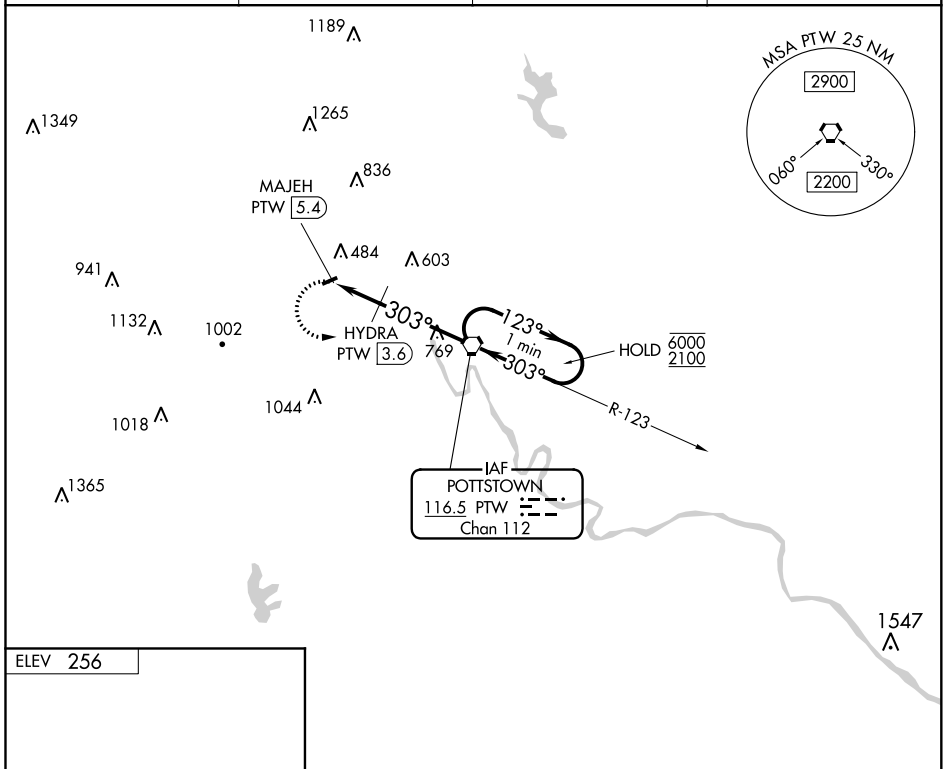 1189
MSA PTW 25 NM
2900
060°
330°
2200
1349
1265
836
MAJEH
PTW 5.4
484
603
941
1132
1002
303°
HYDRA
PTW 3.6
769
123°
1 min
303°
HOLD 6000
2100
R-123
1044
1018
1365
IAF
POTTSTOWN
116.5 PTW
Chan 112
1547
ELEV 256